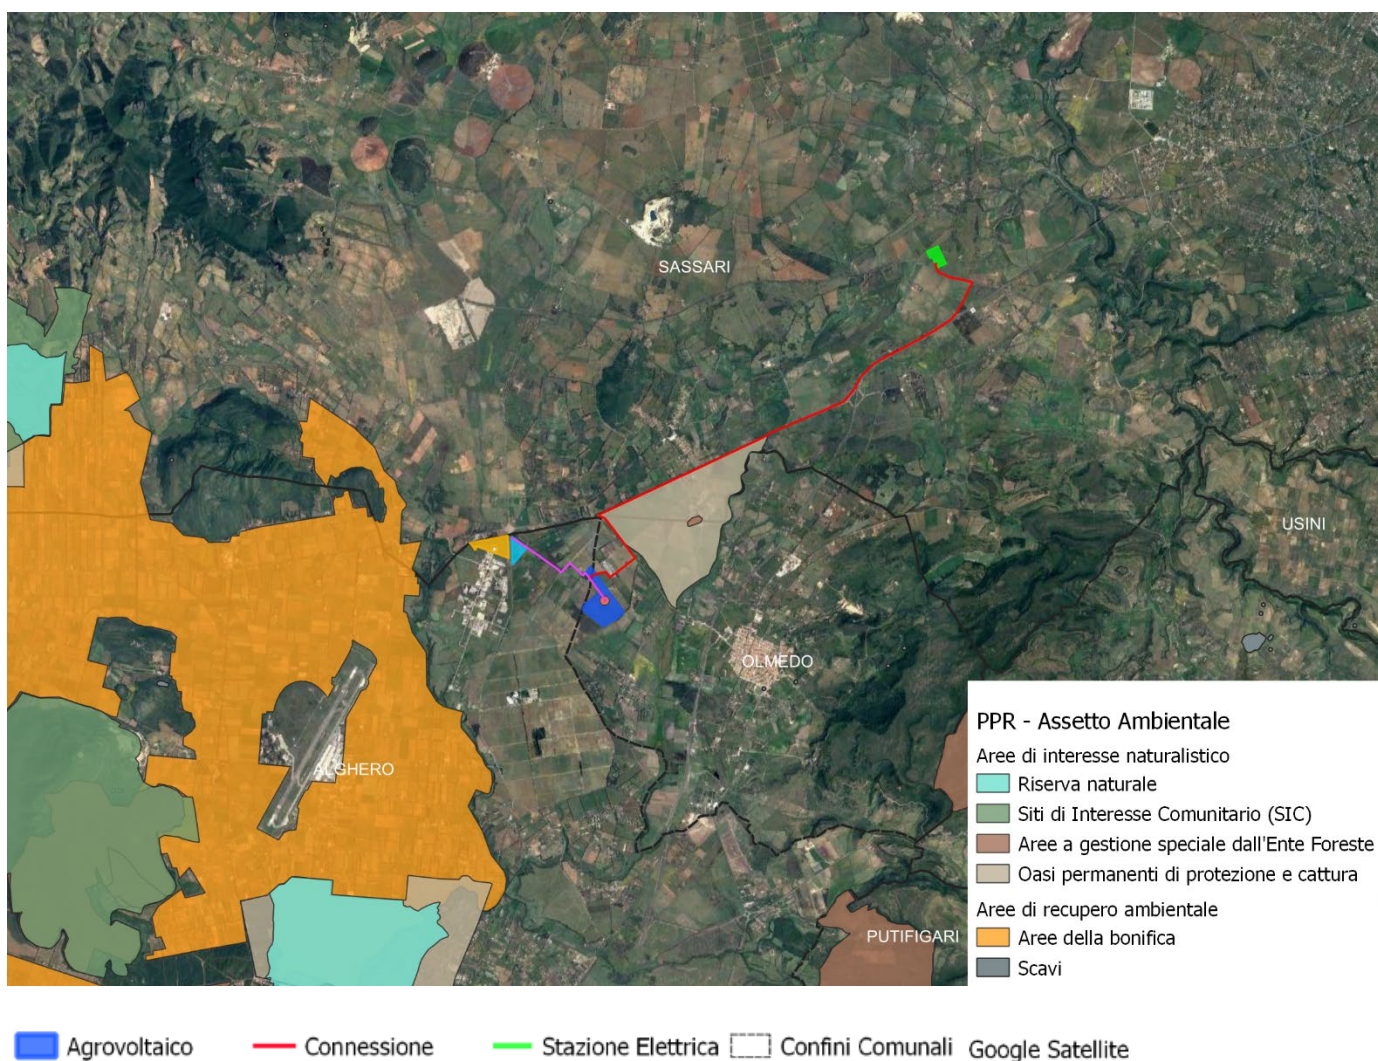 SASSARI
USINI
OLMEDO
ALGHERO
PUTIFIGARI
PPR - Assetto Ambientale
Aree di interesse naturalistico
Riserva naturale
Siti di Interesse Comunitario (SIC)
Aree a gestione speciale dall'Ente Foreste
Oasi permanenti di protezione e cattura
Aree di recupero ambientale
Aree della bonifica
Scavi
Agrovoltaico Connessione Stazione Elettrica Confini Comunali Google Satellite